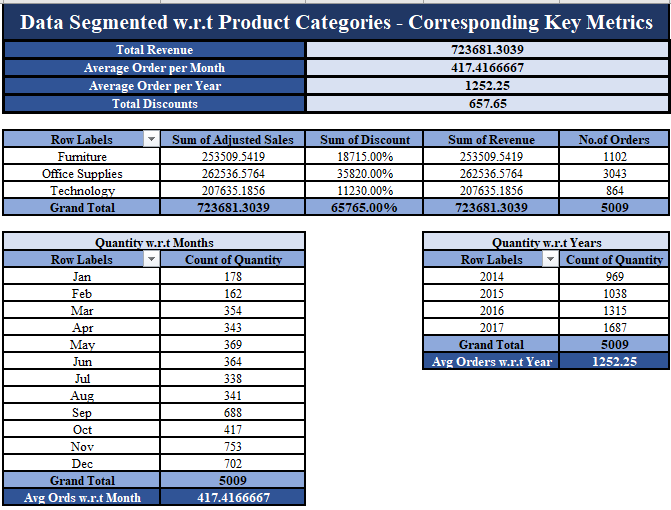 Data Segmented w.r.t Product Categories - Corresponding Key Metrics
Total Revenue 723681.3039
Average Order per Month 417.4166667
Average Order per Year 1252.25
Total Discounts 657.65
Row Labels Sum of Adjusted Sales Sum of Discount Sum of Revenue No.of Orders
Furniture 253509.5419 18715.00% 253509.5419 1102
Office Supplies 262536.5764 35820.00% 262536.5764 3043
Technology 207635.1856 11230.00% 207635.1856 864
Grand Total 723681.3039 65765.00% 723681.3039 5009
Quantity w.r.t Months
Row Labels Count of Quantity
Jan 178
Feb 162
Mar 354
Apr 343
May 369
Jun 364
Jul 338
Aug 341
Sep 688
Oct 417
Nov 753
Dec 702
Grand Total 5009
Avg Ords w.r.t Month 417.4166667
Quantity w.r.t Years
Row Labels Count of Quantity
2014 969
2015 1038
2016 1315
2017 1687
Grand Total 5009
Avg Orders w.r.t Year 1252.25